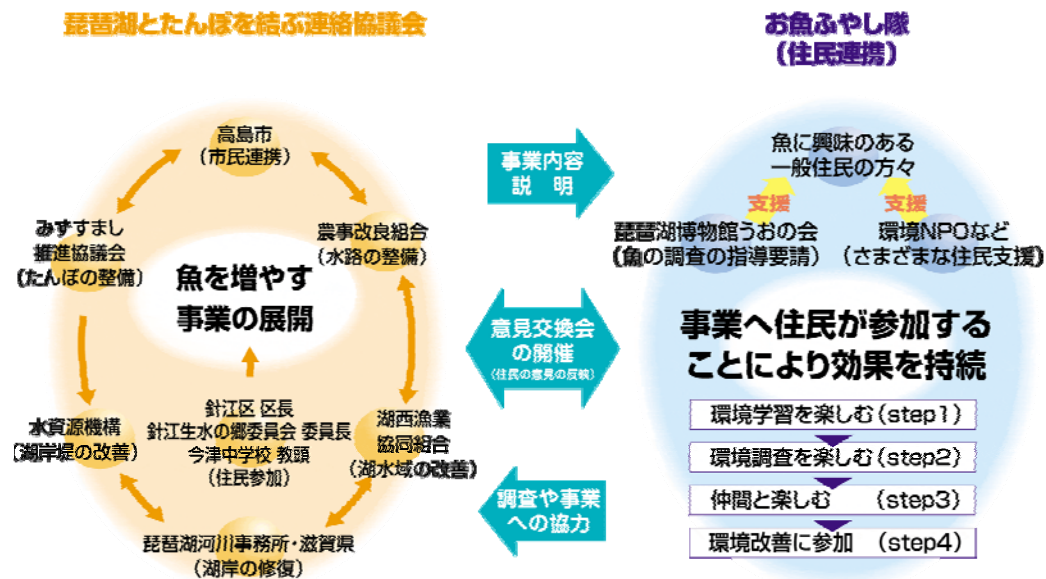 琵琶湖とたんぼを結ぶ連絡協議会
高島市
(市民連携)
みずすまし
推進協議会
(たんぼの整備)
農事改良組合
(水路の整備)
魚を増やす
事業の展開
水資源機構
(湖岸堤の改善)
針江区 区長
針江生水の郷委員会 委員長
今津中学校 教頭
(住民参加)
湖西漁業
協同組合
(湖水域の改善)
琵琶湖河川事務所・滋賀県
(湖岸の修復)
事業内容
説 明
意見交換会
の開催
(住民の意見の反映)
調査や事業
への協力
お魚ふやし隊
(住民連携)
魚に興味のある
一般住民の方々
支援
支援
琵琶湖博物館うおの会
(魚の調査の指導要請)
環境NPOなど
(さまざまな住民支援)
事業へ住民が参加する
ことにより効果を持続
環境学習を楽しむ(step1)
環境調査を楽しむ(step2)
仲間と楽しむ (step3)
環境改善に参加 (step4)